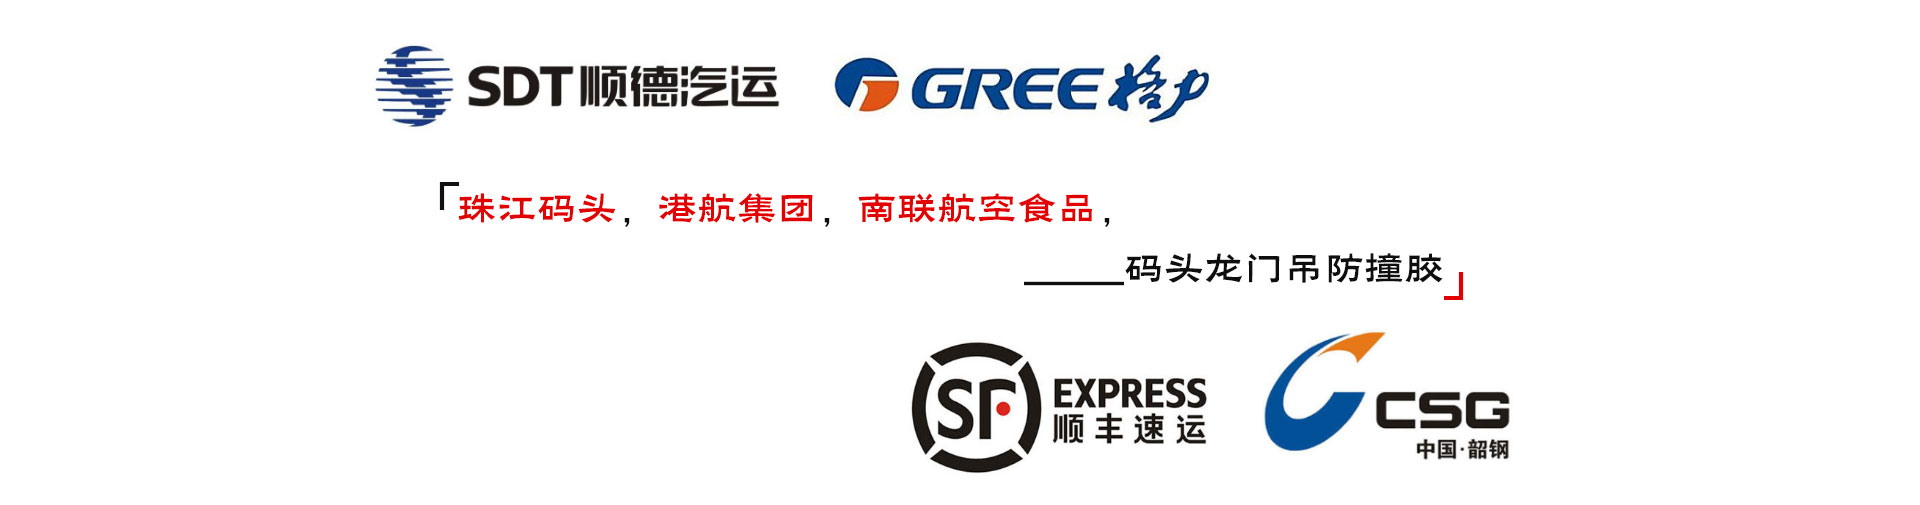 SDT顺德汽运 GREE格力
「珠江码头，港航集团，南联航空食品，
____码头龙门吊防撞胶」
SF EXPRESS CSG
顺丰速运 中国·韶钢